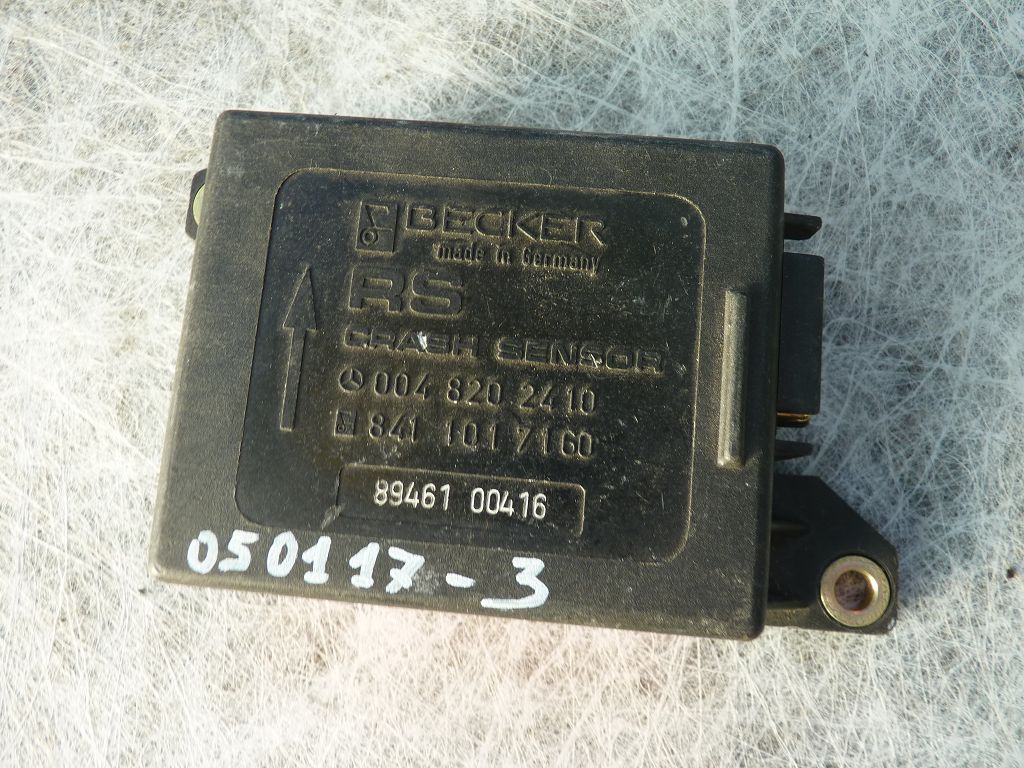 BECKER
made in Germany
RS
CRASH SENSOR
004 820 2410
841 101 7160
89461 00416
050117-3